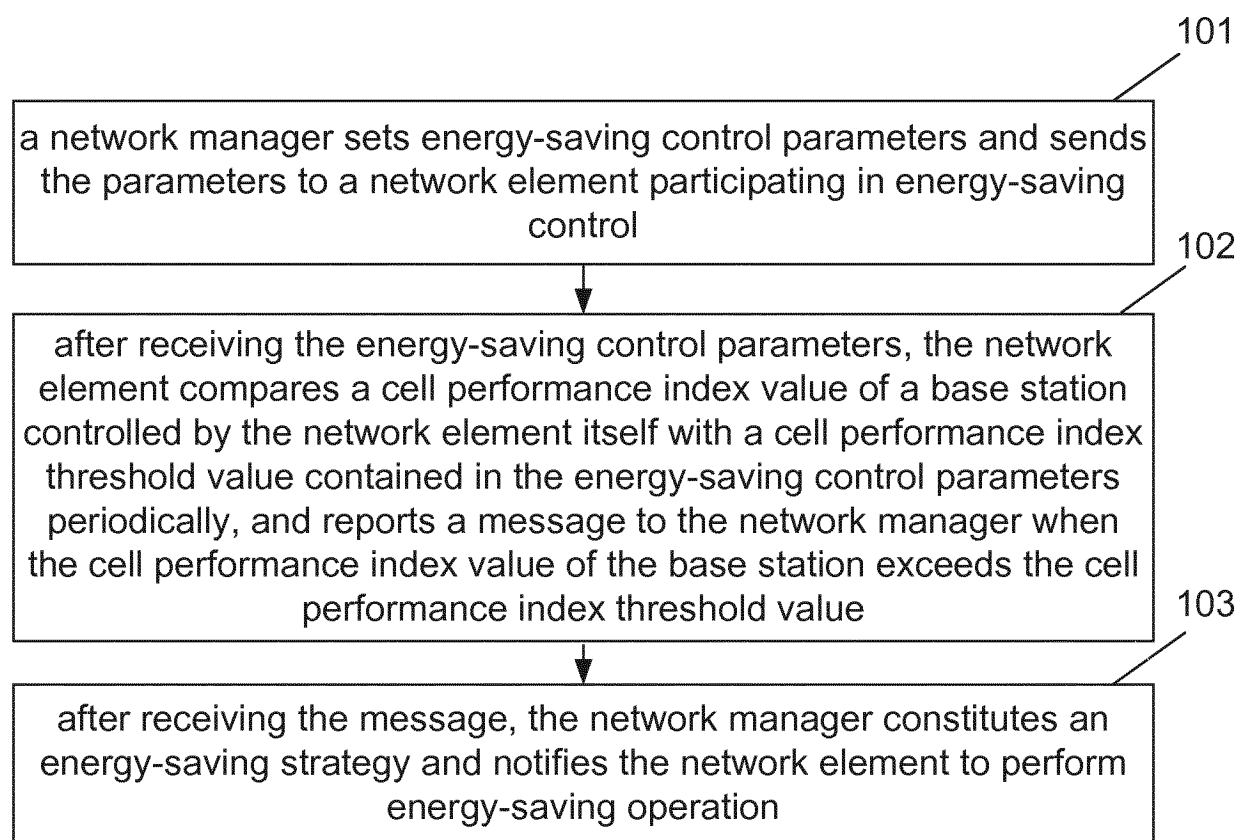 101
a network manager sets energy-saving control parameters and sends
the parameters to a network element participating in energy-saving
control
102
after receiving the energy-saving control parameters, the network
element compares a cell performance index value of a base station
controlled by the network element itself with a cell performance index
threshold value contained in the energy-saving control parameters
periodically, and reports a message to the network manager when
the cell performance index value of the base station exceeds the cell
performance index threshold value
103
after receiving the message, the network manager constitutes an
energy-saving strategy and notifies the network element to perform
energy-saving operation